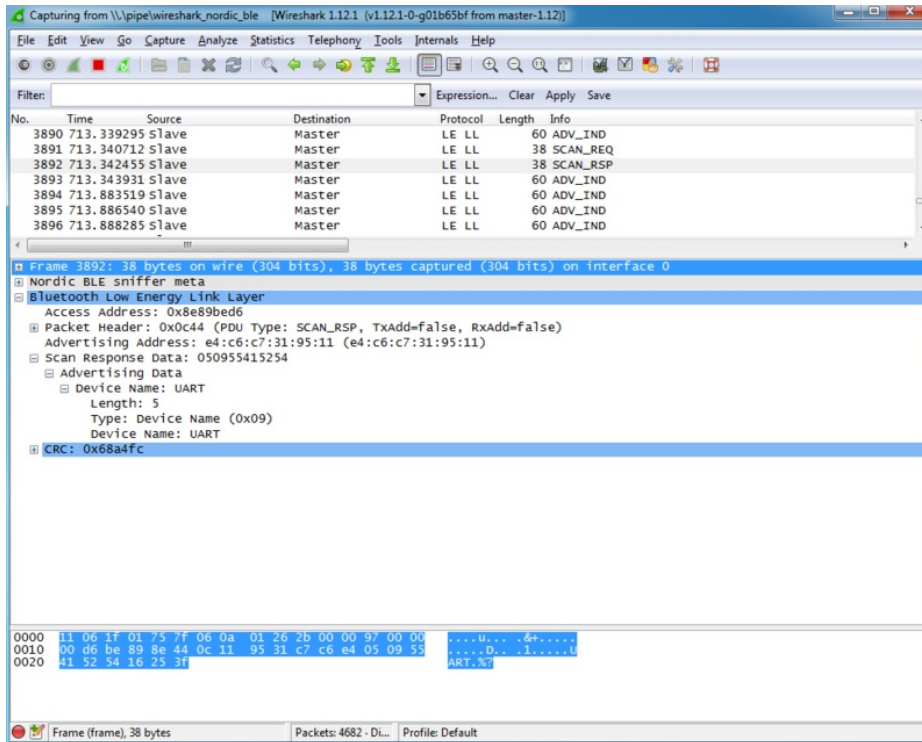 Capturing from \\.\pipe\wireshark_nordic_ble [Wireshark 1.12.1 (v1.12.1-0-g01b65bf from master-1.12)]
File Edit View Go Capture Analyze Statistics Telephony Tools Internals Help
Filter: Expression... Clear Apply Save
No. Time Source Destination Protocol Length Info
3890 713.339295 Slave Master LE LL 60 ADV_IND
3891 713.340712 Slave Master LE LL 38 SCAN_REQ
3892 713.342455 Slave Master LE LL 38 SCAN_RSP
3893 713.343931 Slave Master LE LL 60 ADV_IND
3894 713.883519 Slave Master LE LL 60 ADV_IND
3895 713.886540 Slave Master LE LL 60 ADV_IND
3896 713.888285 Slave Master LE LL 60 ADV_IND
Frame 3892: 38 bytes on wire (304 bits), 38 bytes captured (304 bits) on interface 0
Nordic BLE sniffer meta
Bluetooth Low Energy Link Layer
Access Address: 0x8e89bed6
Packet Header: 0x0c44 (PDU Type: SCAN_RSP, TxAdd=false, RxAdd=false)
Advertising Address: e4:c6:c7:31:95:11 (e4:c6:c7:31:95:11)
Scan Response Data: 050955415254
Advertising Data
Device Name: UART
Length: 5
Type: Device Name (0x09)
Device Name: UART
CRC: 0x68a4fc
0000 11 06 1f 01 75 7f 06 0a 01 26 2b 00 00 97 00 00 ....u... .&+.....
0010 00 d6 be 89 8e 44 0c 11 95 31 c7 c6 e4 05 09 55 .....D.. .1.....U
0020 41 52 54 16 25 3f ART.%?
Frame (frame), 38 bytes Packets: 4682 · Di... Profile: Default